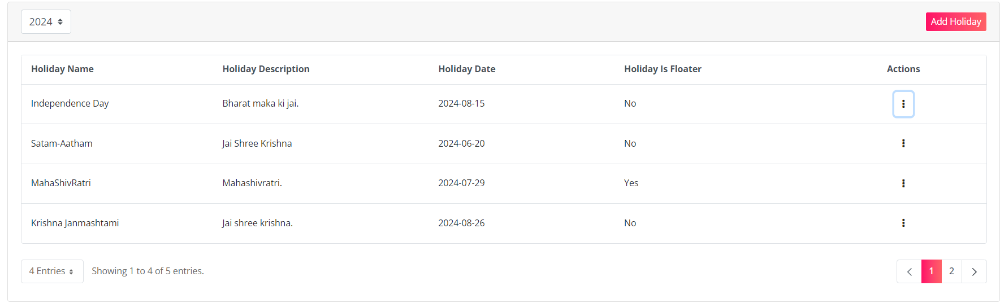 2024
Add Holiday
Holiday Name Holiday Description Holiday Date Holiday Is Floater Actions
Independence Day Bharat maka ki jai. 2024-08-15 No
Satam-Aatham Jai Shree Krishna 2024-06-20 No
MahaShivRatri Mahashivratri. 2024-07-29 Yes
Krishna Janmashtami Jai shree krishna. 2024-08-26 No
4 Entries Showing 1 to 4 of 5 entries. 1 2